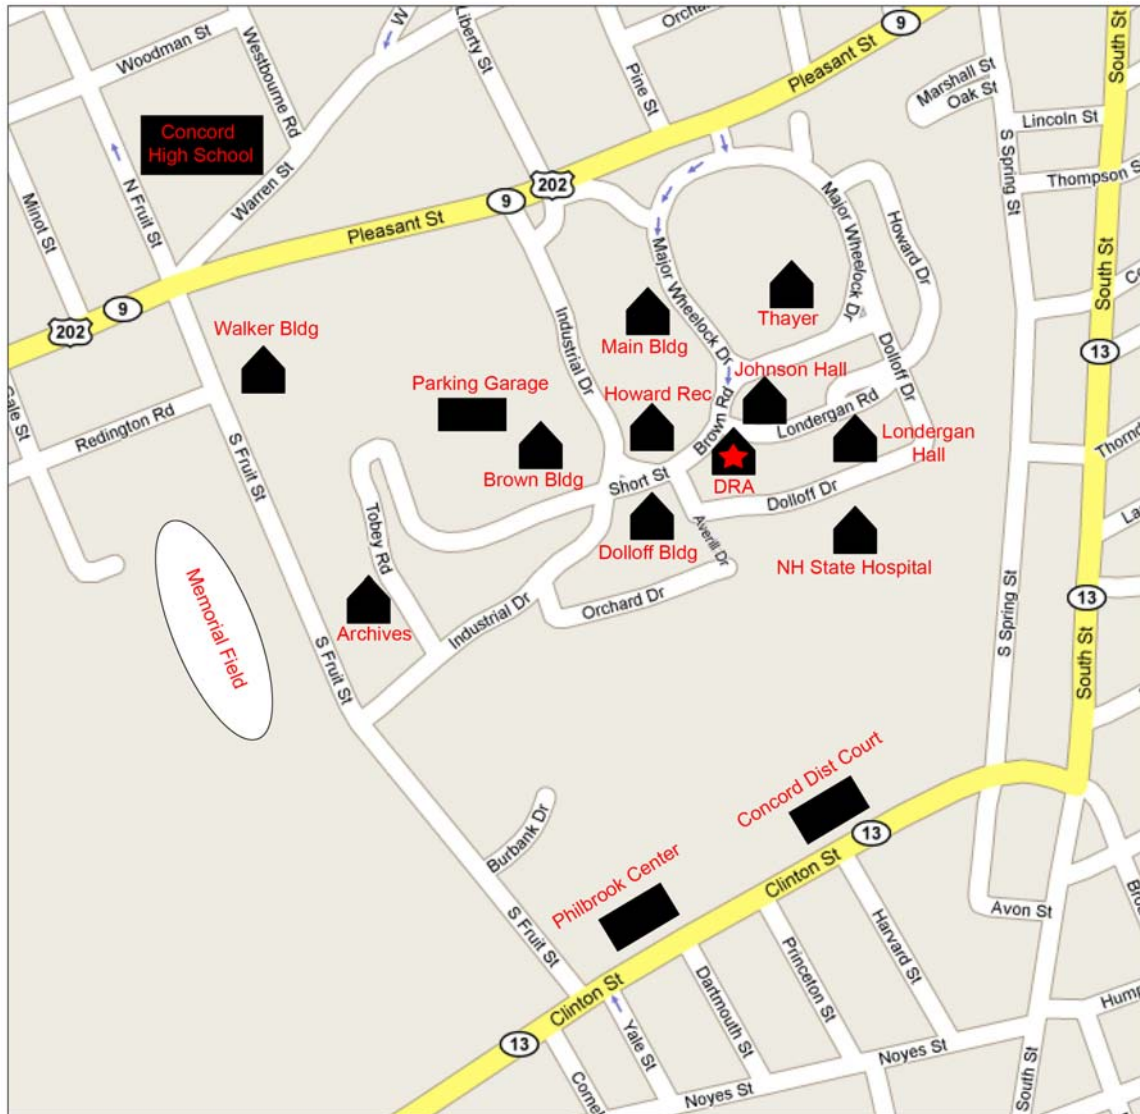 Woodman St
Westbourne Rd
W
Liberty St
Orchar
Pine St
9
Pleasant St
South St
South St
Marshall St
Oak St
Lincoln St
S Spring St
Thompson S
Concord
High School
N Fruit St
Warren St
Minot St
202
9
Pleasant St
Major Wheelock Dr
Howard Dr
South St
9
202
Walker Bldg
Industrial Dr
Major Wheelock Dr
Main Bldg
Thayer
Dolloff Dr
13
Parking Garage
Howard Rec
Johnson Hall
Brown Rd
Londergan Rd
Londergan
Hall
Redington Rd
S Fruit St
Brown Bldg
Short St
DRA
Dolloff Dr
Tobey Rd
Dolloff Bldg
Averill Dr
NH State Hospital
Memorial Field
Archives
Industrial Dr
Orchard Dr
S Fruit St
S Spring St
13
South St
Concord Dist Court
Burbank Dr
Philbrook Center
13
Clinton St
S Fruit St
Avon St
Harvard St
Princeton St
Dartmouth St
Clinton St
13
Yale St
Noyes St
Noyes St
South St
Hump
Cornel